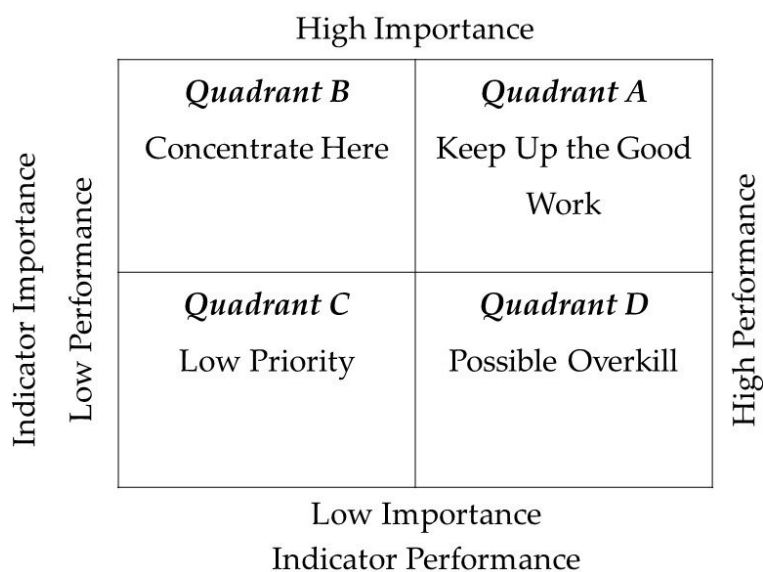 High Importance
Quadrant B
Concentrate Here
Quadrant A
Keep Up the Good
Work
Indicator Importance
Low Performance
Quadrant C
Low Priority
Quadrant D
Possible Overkill
High Performance
Low Importance
Indicator Performance